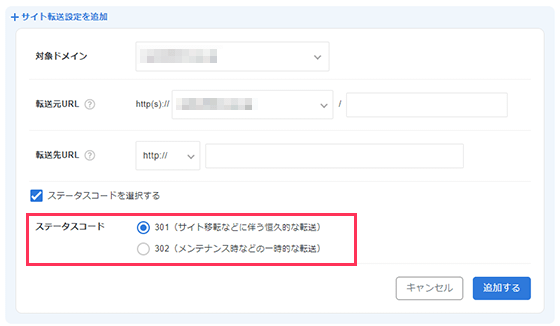 + サイト転送設定を追加
対象ドメイン
転送元URL ? http(s):// /
転送先URL ? http://
ステータスコードを選択する
ステータスコード 301（サイト移転などに伴う恒久的な転送）
302（メンテナンス時などの一時的な転送）
キャンセル 追加する